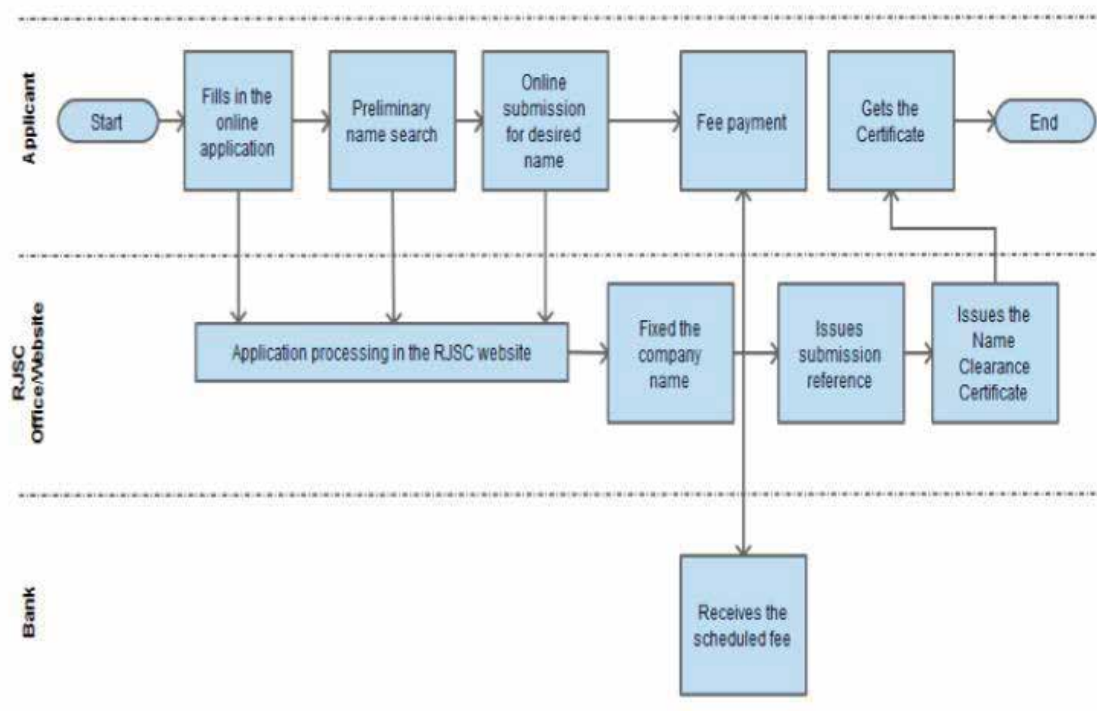 Applicant
Start
Fills in the
online
application
Preliminary
name search
Online
submission
for desired
name
Fee payment
Gets the
Certificate
End
RJSC
Office/Website
Application processing in the RJSC website
Fixed the
company
name
Issues
submission
reference
Issues the
Name
Clearance
Certificate
Bank
Receives the
scheduled fee